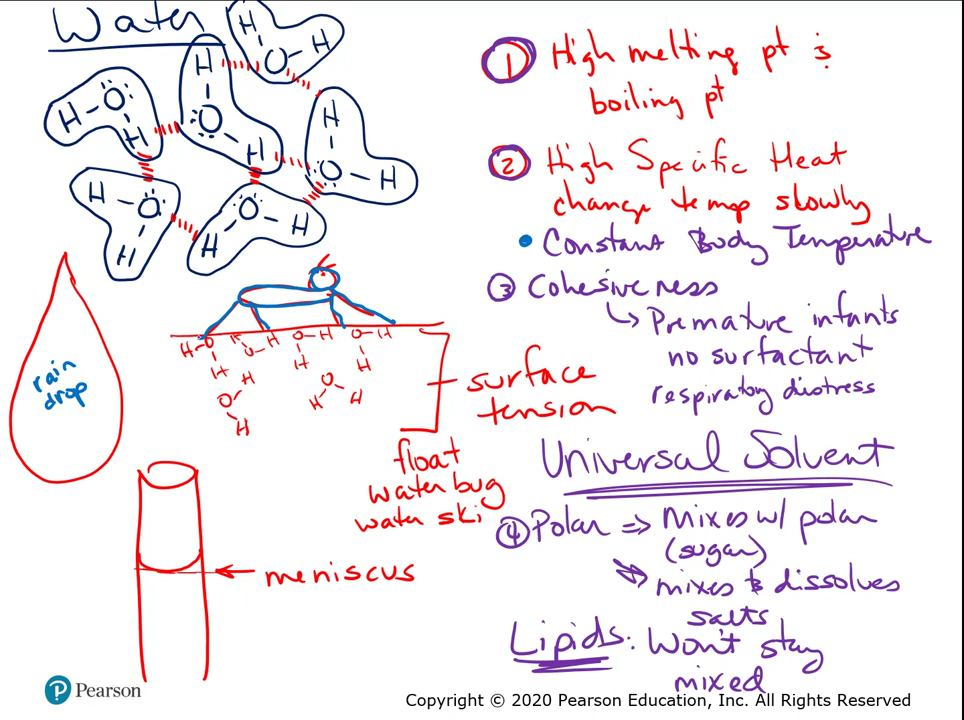 Water
H
H
O
H
O
H
H
O
H
H
O
H
H
O
H
H
O
H
H
O
H
① High melting pt &
boiling pt
② High Specific Heat
change temp slowly
• Constant Body Temperature
③ Cohesiveness
↳ Premature infants
no surfactant
respiratory distress
rain
drop
H-O O-H O-H O-H
H H H
H
O
H
O
H H
surface
tension
float
water bug
water ski
meniscus
Universal Solvent
④ Polar ⇒ Mixes w/ polar
(sugar)
⇒ mixes & dissolves
salts
Lipids: Won't stay
mixed
Pearson
Copyright © 2020 Pearson Education, Inc. All Rights Reserved